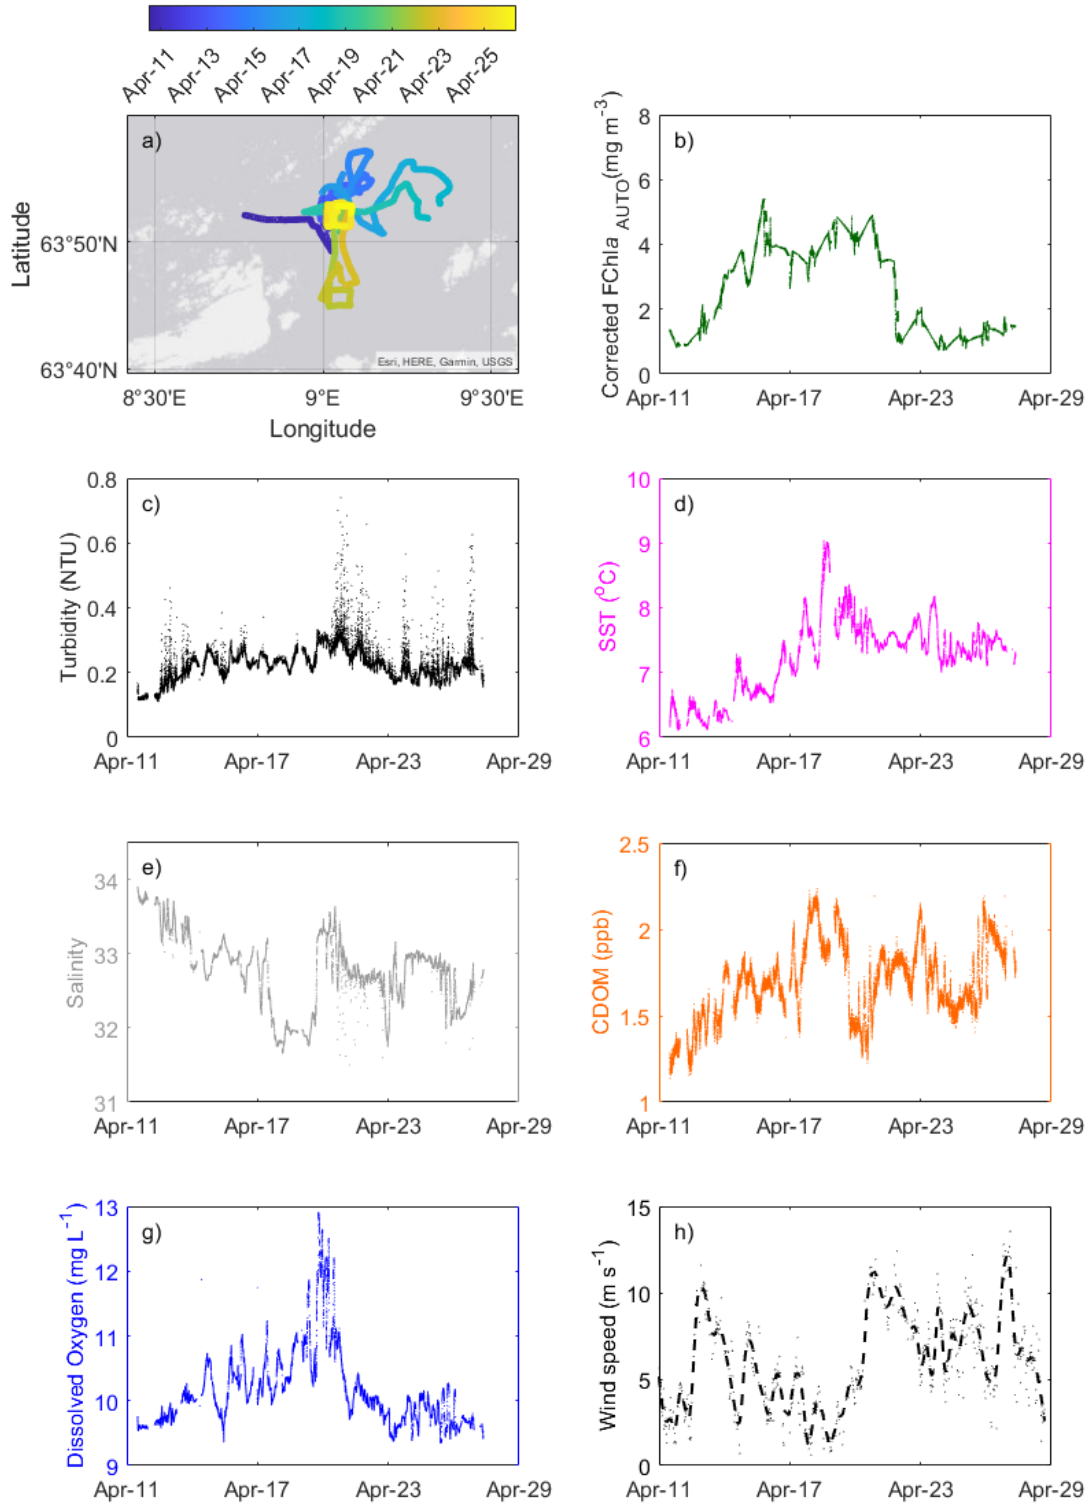 Apr-11 Apr-13 Apr-15 Apr-17 Apr-19 Apr-21 Apr-23 Apr-25
a)
Latitude
63°50'N
63°40'N
Esri, HERE, Garmin, USGS
8°30'E 9°E 9°30'E
Longitude
b)
Corrected FChla AUTO (mg m-3)
8
6
4
2
0
Apr-11 Apr-17 Apr-23 Apr-29
c)
Turbidity (NTU)
0.8
0.6
0.4
0.2
0
Apr-11 Apr-17 Apr-23 Apr-29
d)
SST (oC)
10
9
8
7
6
Apr-11 Apr-17 Apr-23 Apr-29
e)
Salinity
34
33
32
31
Apr-11 Apr-17 Apr-23 Apr-29
f)
CDOM (ppb)
2.5
2
1.5
1
Apr-11 Apr-17 Apr-23 Apr-29
g)
Dissolved Oxygen (mg L-1)
13
12
11
10
9
Apr-11 Apr-17 Apr-23 Apr-29
h)
Wind speed (m s-1)
15
10
5
0
Apr-11 Apr-17 Apr-23 Apr-29